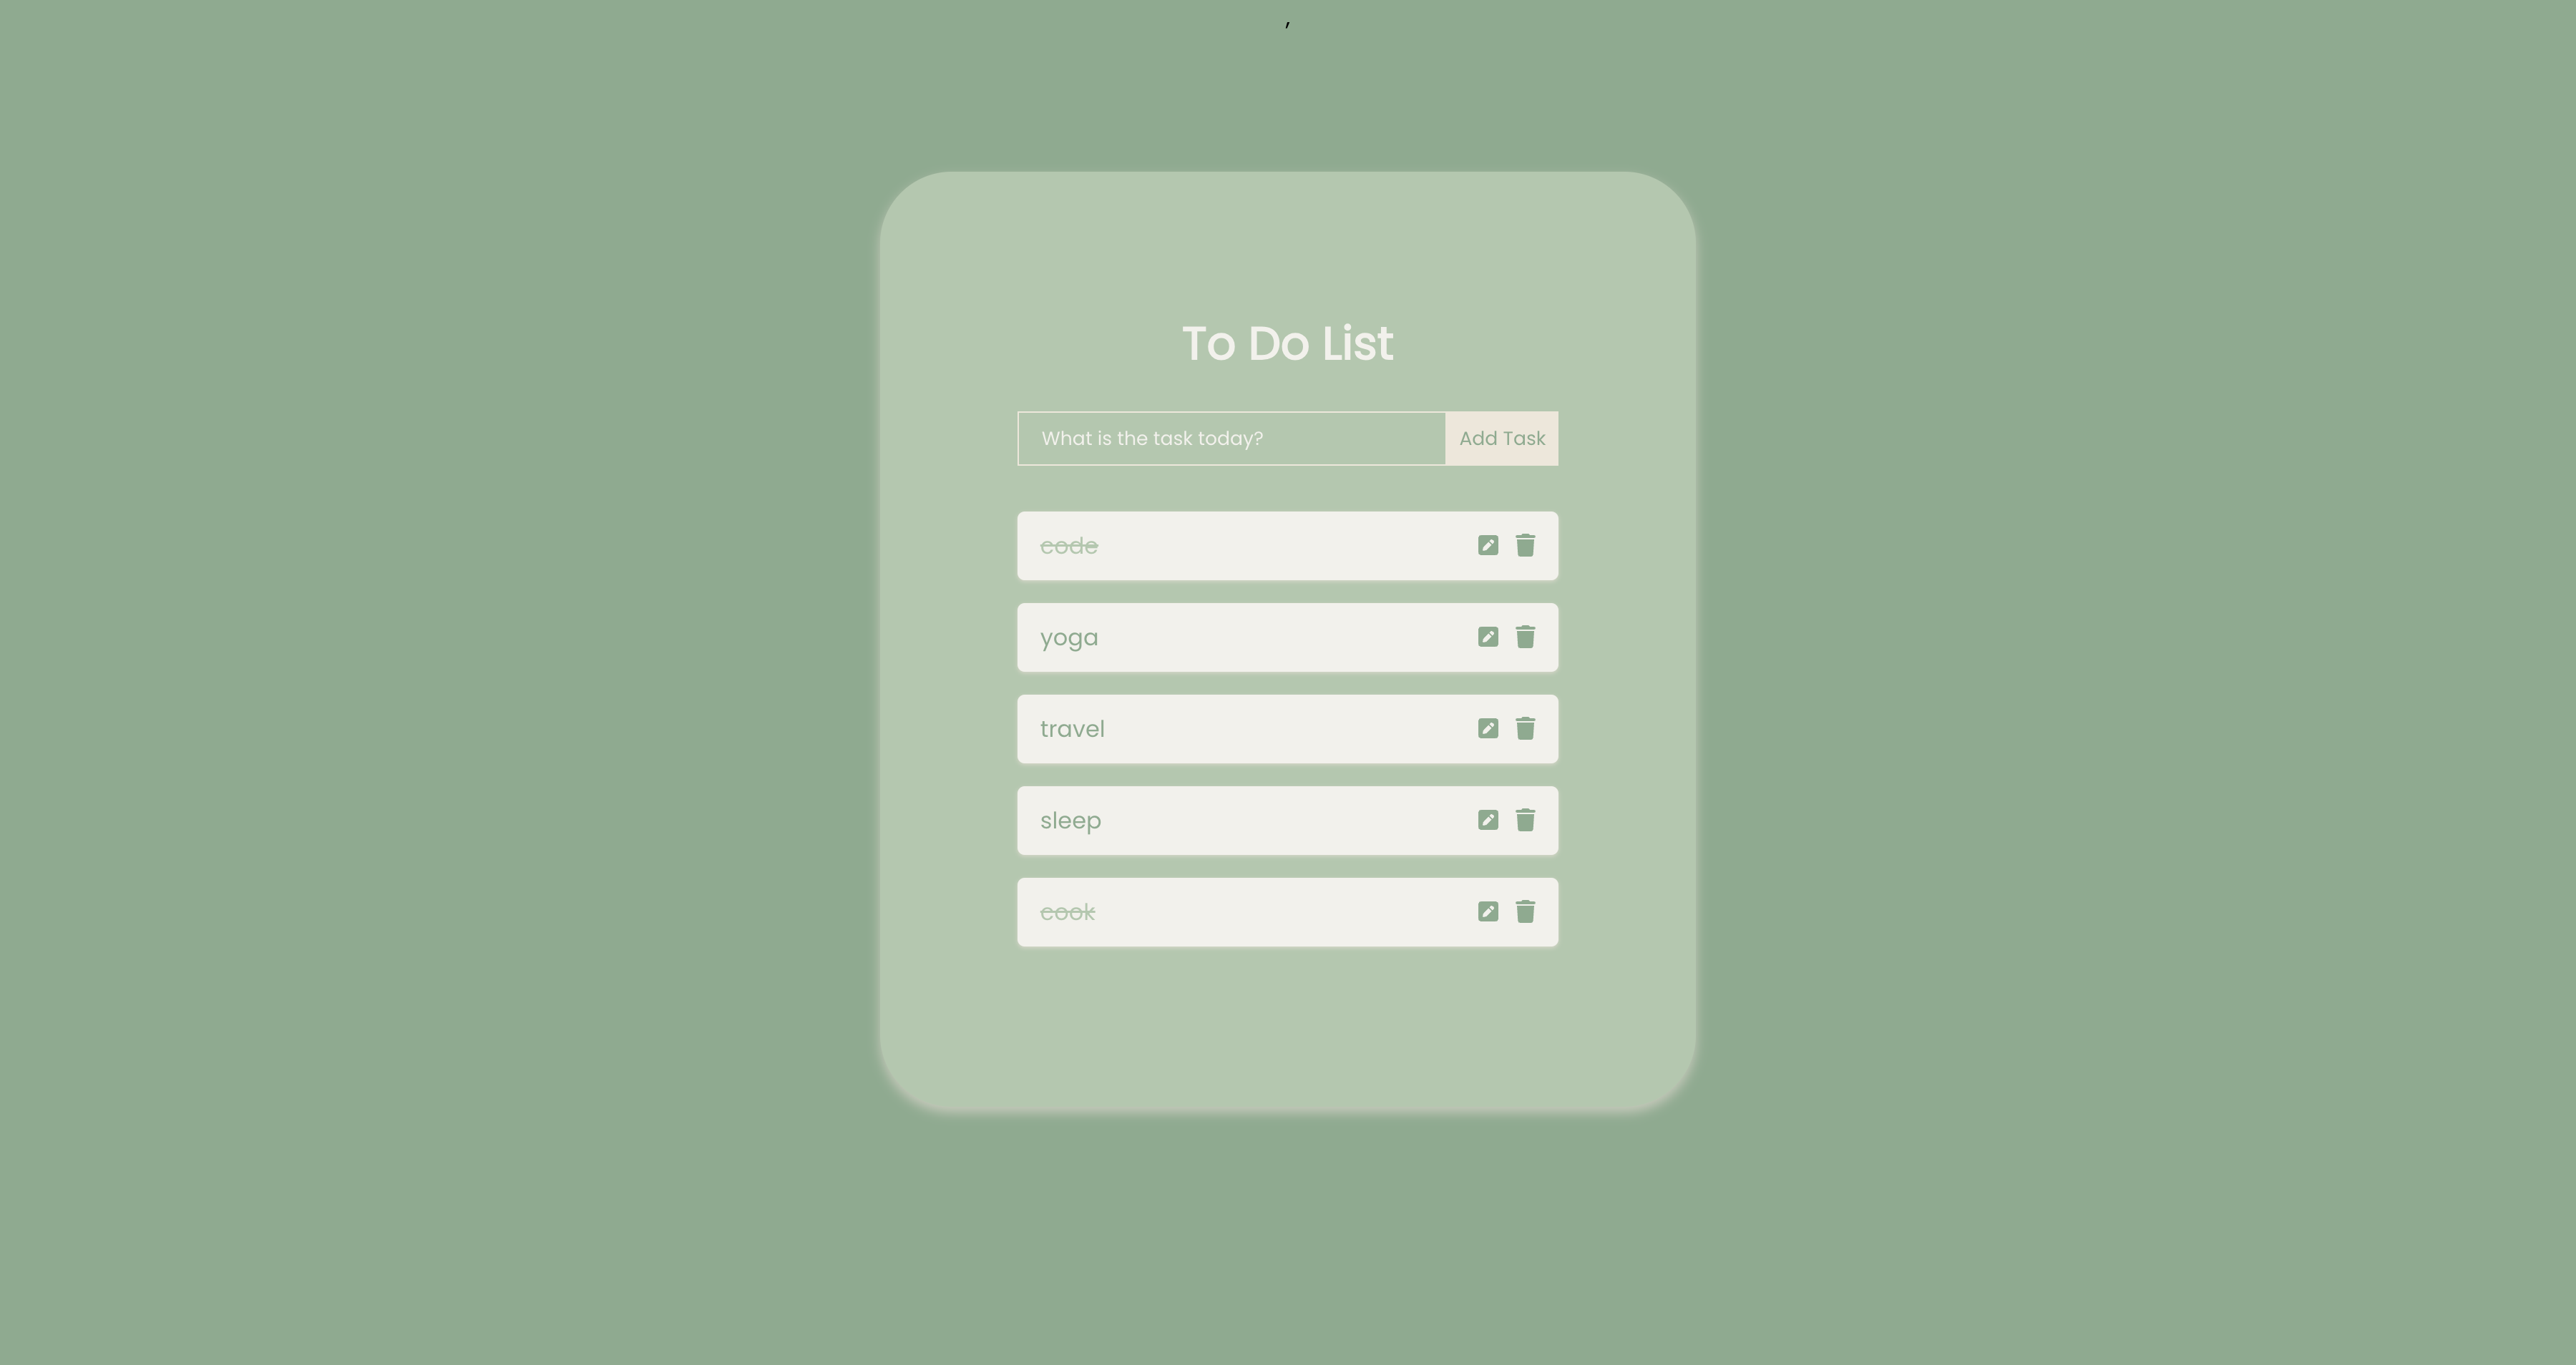 ,
To Do List
What is the task today? Add Task
code
yoga
travel
sleep
cook